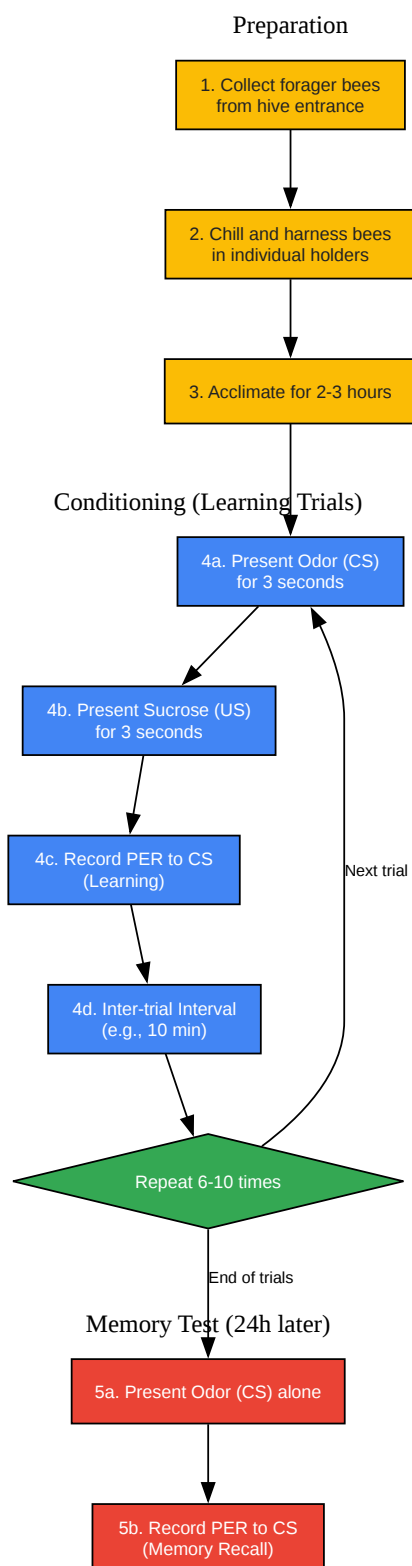 Preparation
1. Collect forager bees
from hive entrance
2. Chill and harness bees
in individual holders
3. Acclimate for 2-3 hours
Conditioning (Learning Trials)
4a. Present Odor (CS)
for 3 seconds
4b. Present Sucrose (US)
for 3 seconds
4c. Record PER to CS
(Learning)
Next trial
4d. Inter-trial Interval
(e.g., 10 min)
Repeat 6-10 times
End of trials
Memory Test (24h later)
5a. Present Odor (CS) alone
5b. Record PER to CS
(Memory Recall)